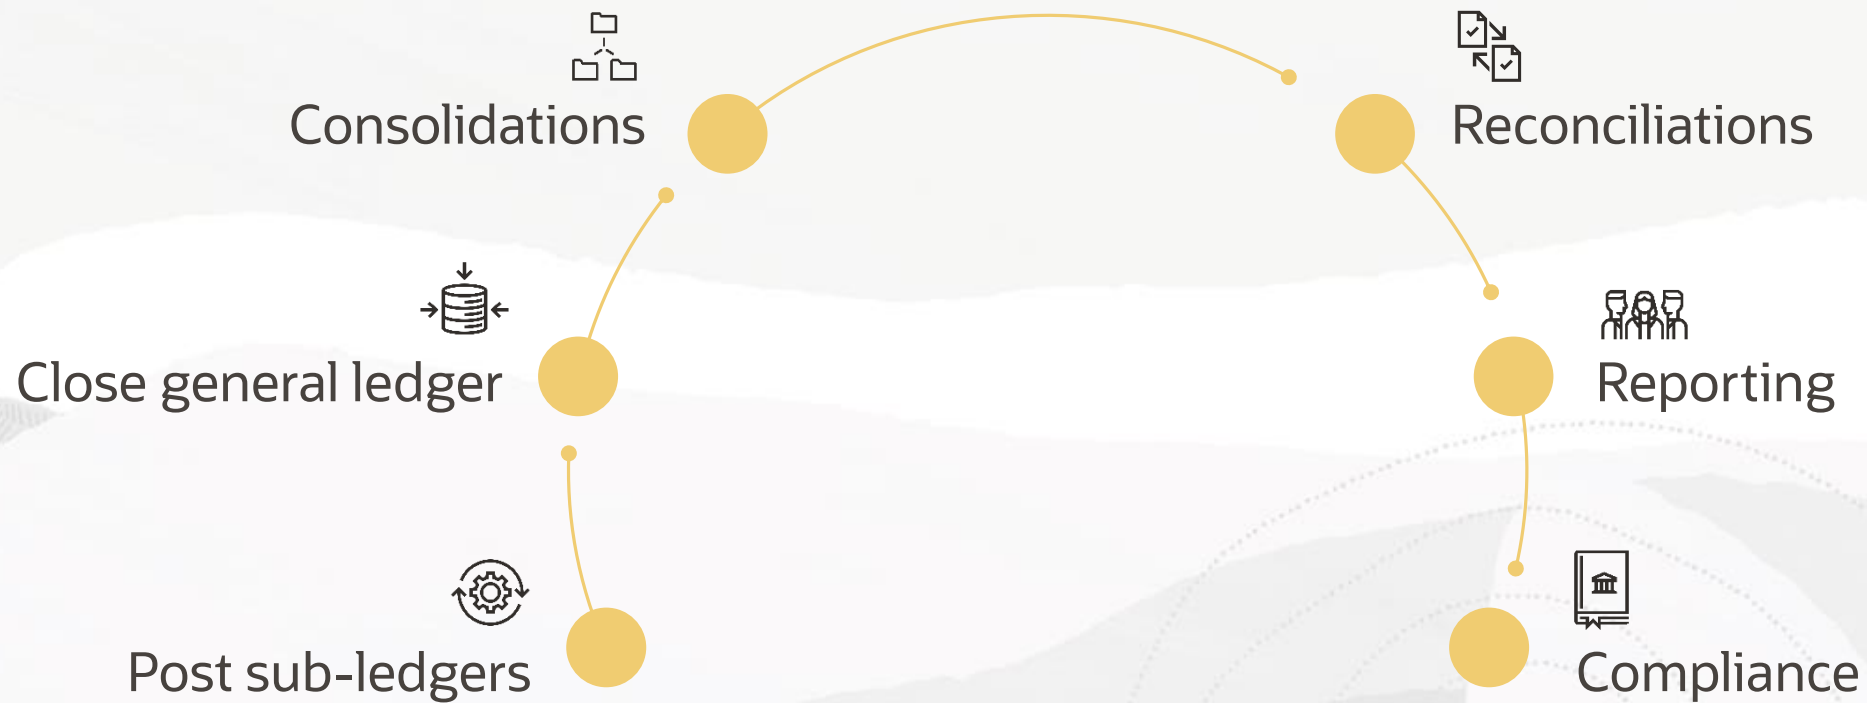 Consolidations
Reconciliations
Close general ledger
Reporting
Post sub-ledgers
Compliance